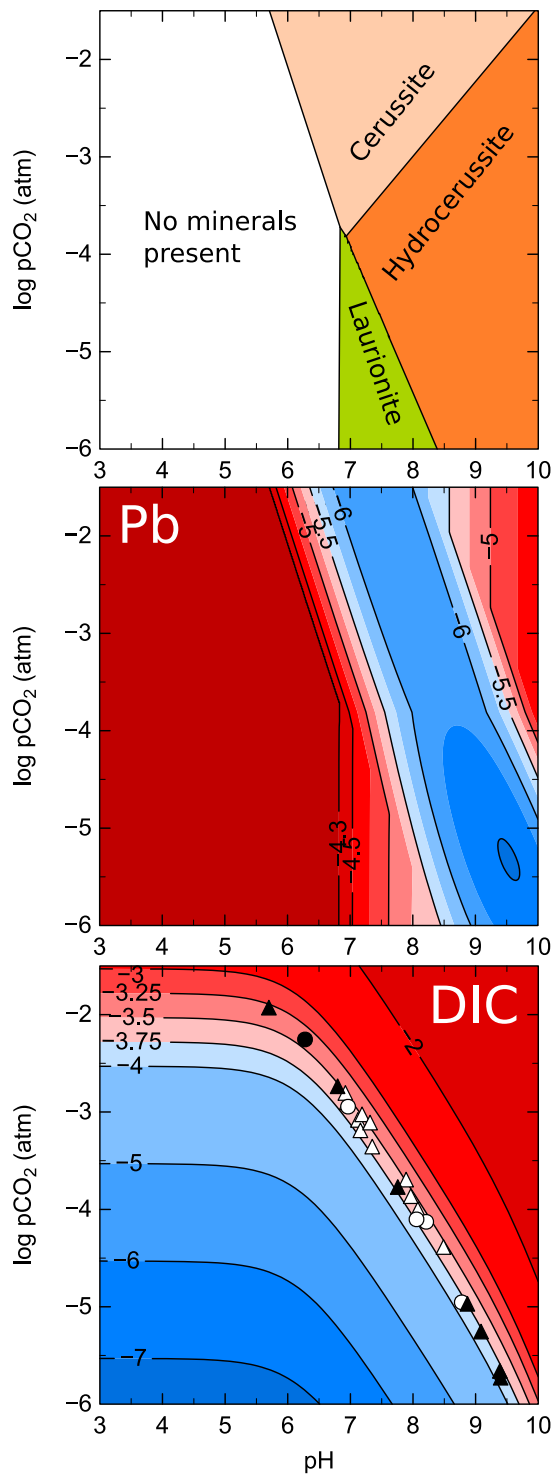 −2
Cerussite
−3
log pCO₂ (atm)
Hydrocerussite
No minerals
present
−4
Laurionite
−5
−6
3 4 5 6 7 8 9 10
Pb
−2
−5
−5.5
−6
−5
−3
−6
log pCO₂ (atm)
−5.5
−4
−5
−4.3
−4.5
−6
3 4 5 6 7 8 9 10
DIC
−3
−2
−3.25
−3.5
−2
−3.75
−4
−3
log pCO₂ (atm)
−5
−4
−6
−5
−7
−6
3 4 5 6 7 8 9 10
pH